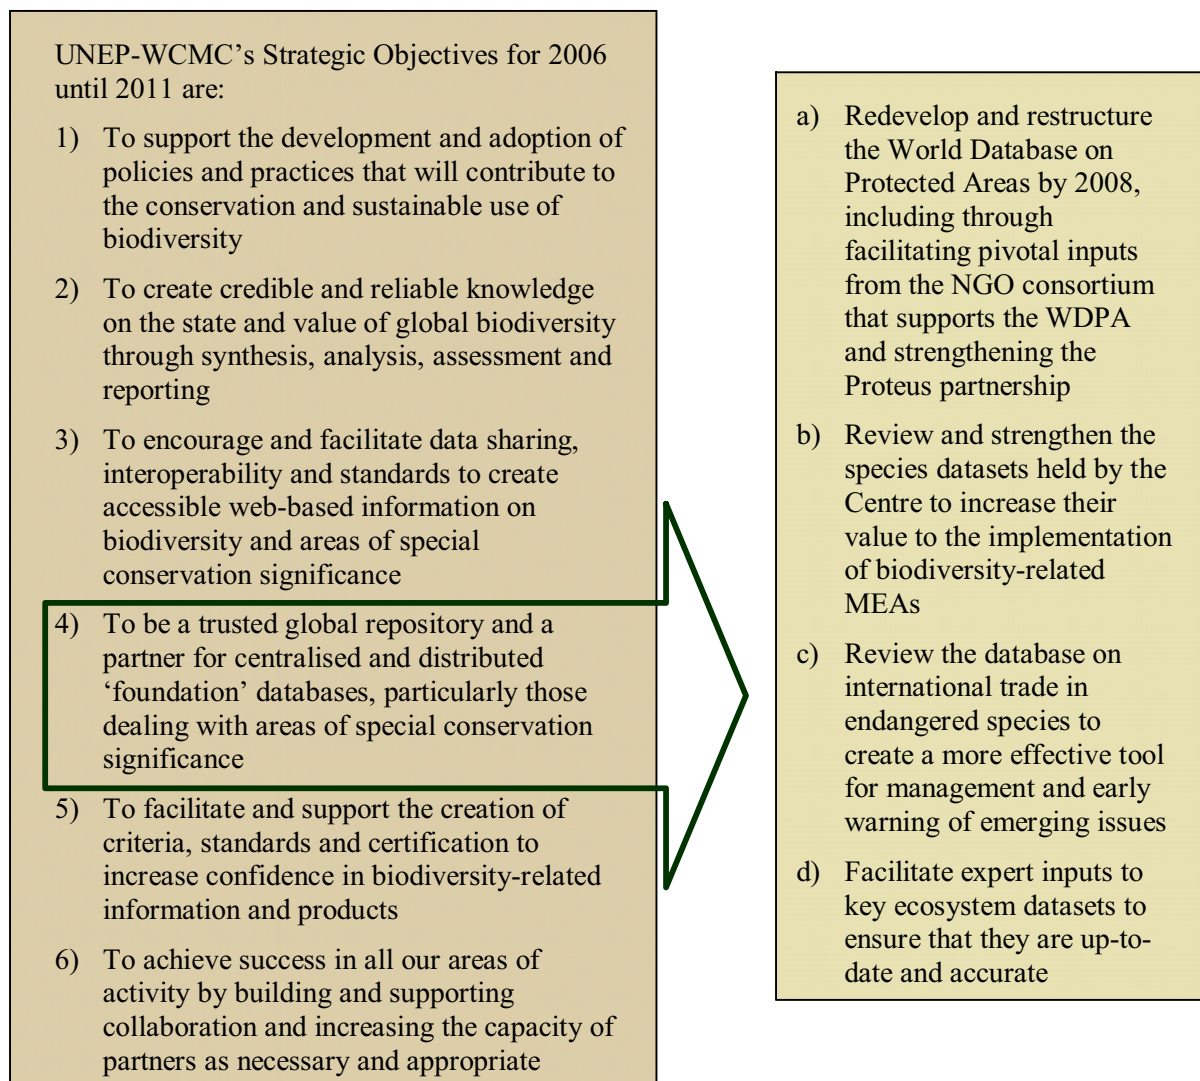 UNEP-WCMC’s Strategic Objectives for 2006
until 2011 are:
1) To support the development and adoption of
policies and practices that will contribute to
the conservation and sustainable use of
biodiversity
2) To create credible and reliable knowledge
on the state and value of global biodiversity
through synthesis, analysis, assessment and
reporting
3) To encourage and facilitate data sharing,
interoperability and standards to create
accessible web-based information on
biodiversity and areas of special
conservation significance
4) To be a trusted global repository and a
partner for centralised and distributed
‘foundation’ databases, particularly those
dealing with areas of special conservation
significance
5) To facilitate and support the creation of
criteria, standards and certification to
increase confidence in biodiversity-related
information and products
6) To achieve success in all our areas of
activity by building and supporting
collaboration and increasing the capacity of
partners as necessary and appropriate
a) Redevelop and restructure
the World Database on
Protected Areas by 2008,
including through
facilitating pivotal inputs
from the NGO consortium
that supports the WDPA
and strengthening the
Proteus partnership
b) Review and strengthen the
species datasets held by the
Centre to increase their
value to the implementation
of biodiversity-related
MEAs
c) Review the database on
international trade in
endangered species to
create a more effective tool
for management and early
warning of emerging issues
d) Facilitate expert inputs to
key ecosystem datasets to
ensure that they are up-to-
date and accurate